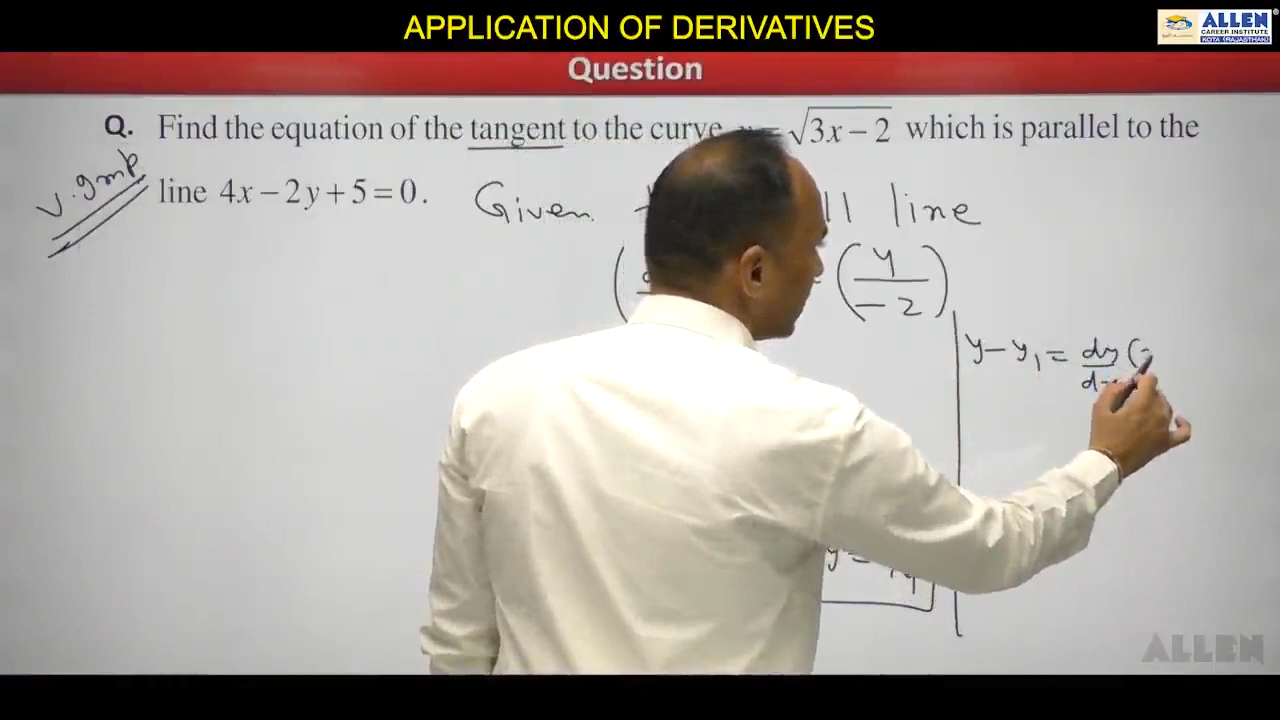 APPLICATION OF DERIVATIVES
ALLEN
CAREER INSTITUTE
KOTA (RAJASTHAN)
Question
Q. Find the equation of the tangent to the curve = √3x − 2 which is parallel to the
line 4x − 2y + 5 = 0.
v. Imp
Given || line
(y/−2)
y − y₁ = dy/d (
y =
ALLEN